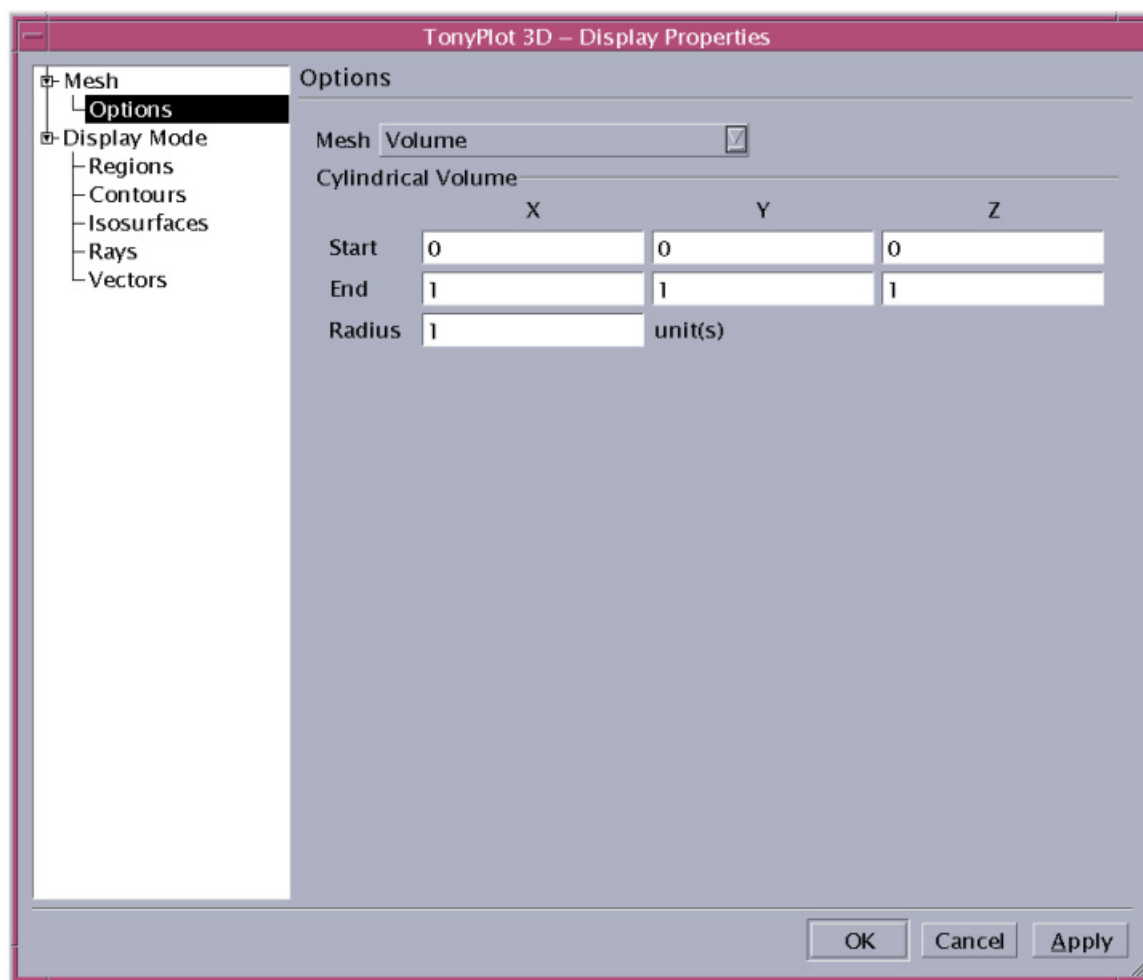 TonyPlot 3D – Display Properties
Mesh
Options
Display Mode
Regions
Contours
Isosurfaces
Rays
Vectors
Options
Mesh Volume
Cylindrical Volume
X Y Z
Start 0 0 0
End 1 1 1
Radius 1 unit(s)
OK Cancel Apply